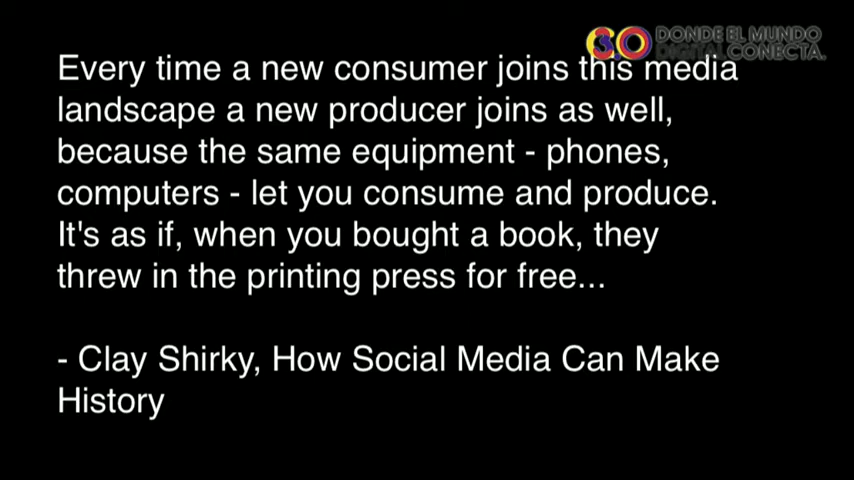 3.0 DONDE EL MUNDO
DIGITAL CONECTA.
Every time a new consumer joins this media
landscape a new producer joins as well,
because the same equipment - phones,
computers - let you consume and produce.
It's as if, when you bought a book, they
threw in the printing press for free...
- Clay Shirky, How Social Media Can Make
History